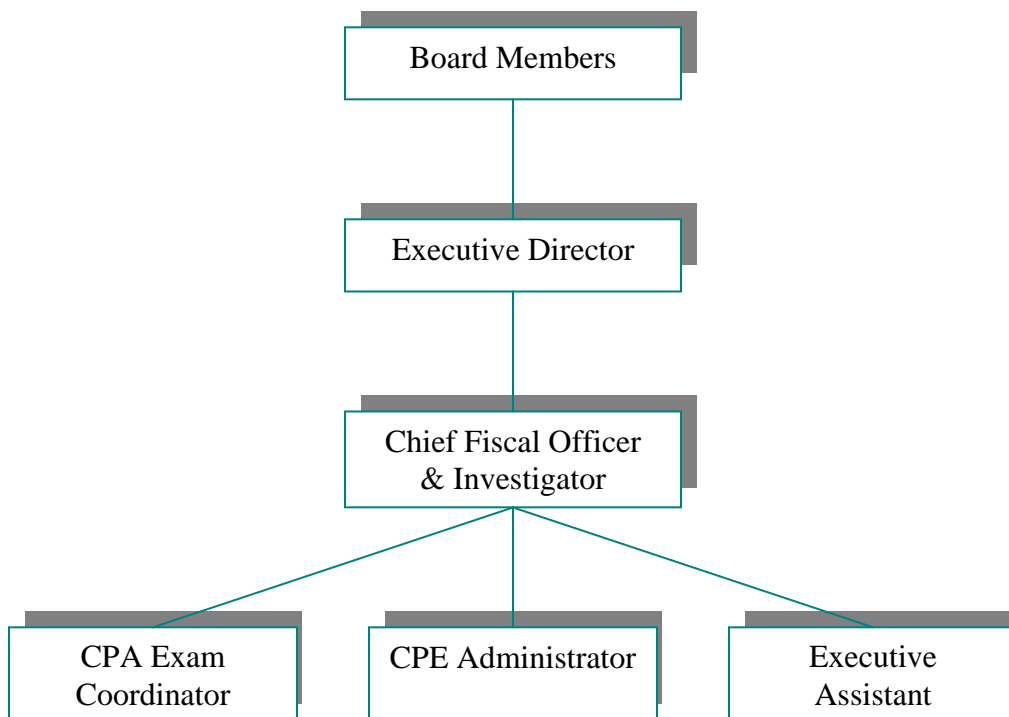 Board Members
Executive Director
Chief Fiscal Officer
& Investigator
CPA Exam
Coordinator
CPE Administrator
Executive
Assistant